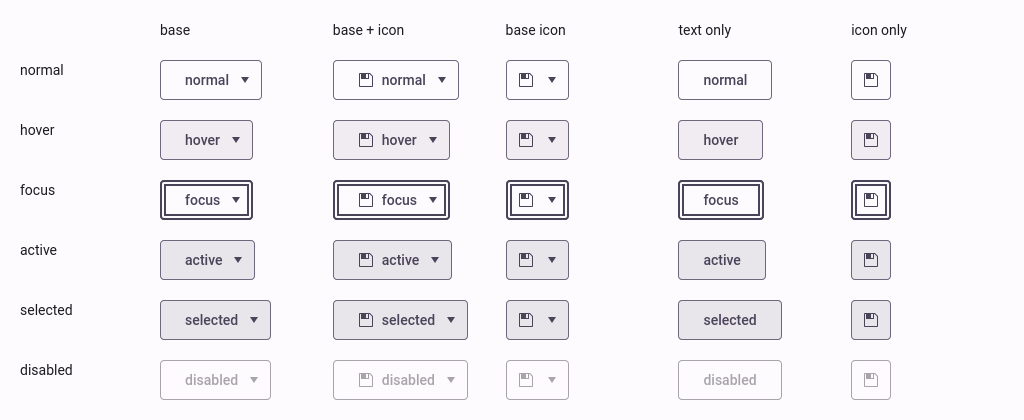 base base + icon base icon text only icon only
normal normal normal normal
hover hover hover hover
focus focus focus focus
active active active active
selected selected selected selected
disabled disabled disabled disabled